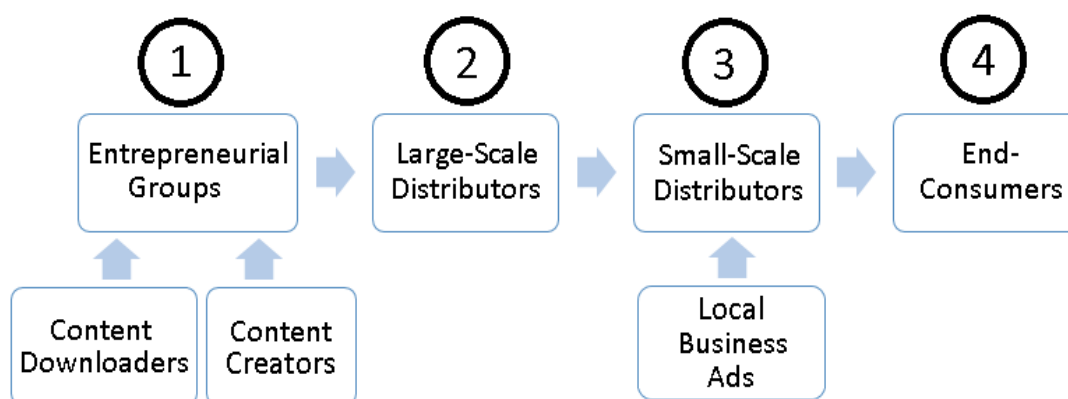 1
2
3
4
Entrepreneurial
Groups
Large-Scale
Distributors
Small-Scale
Distributors
End-
Consumers
Content
Downloaders
Content
Creators
Local
Business
Ads